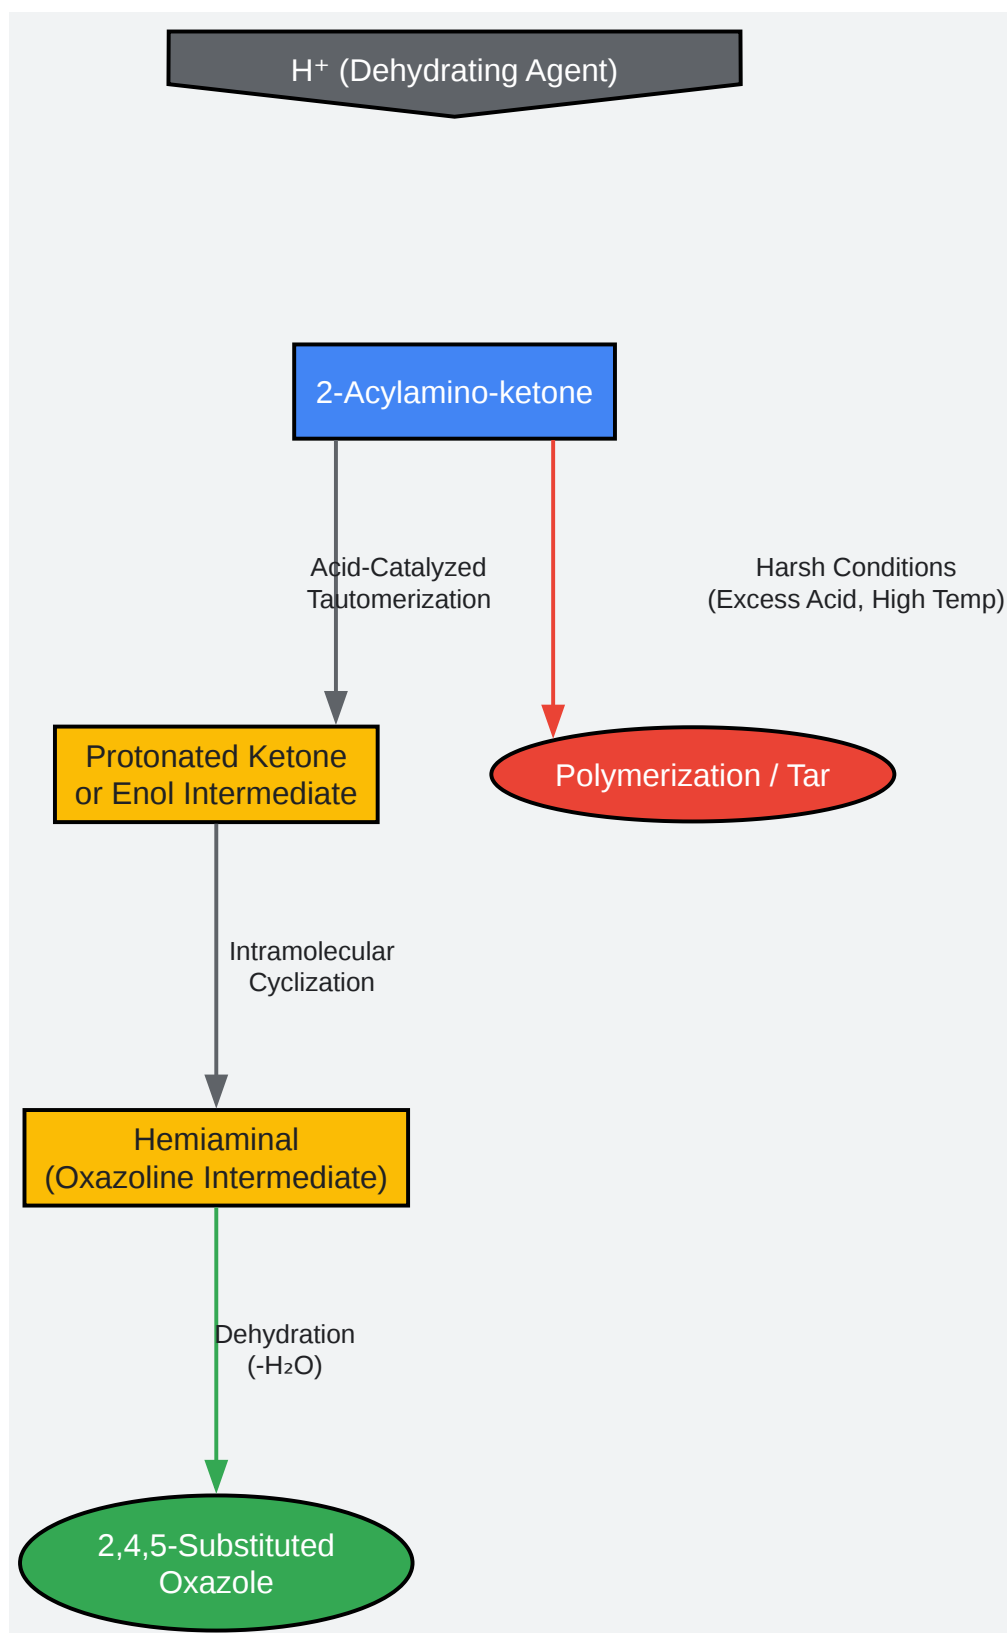 H⁺ (Dehydrating Agent)
2-Acylamino-ketone
Acid-Catalyzed
Tautomerization
Harsh Conditions
(Excess Acid, High Temp)
Protonated Ketone
or Enol Intermediate
Polymerization / Tar
Intramolecular
Cyclization
Hemiaminal
(Oxazoline Intermediate)
Dehydration
(-H₂O)
2,4,5-Substituted
Oxazole